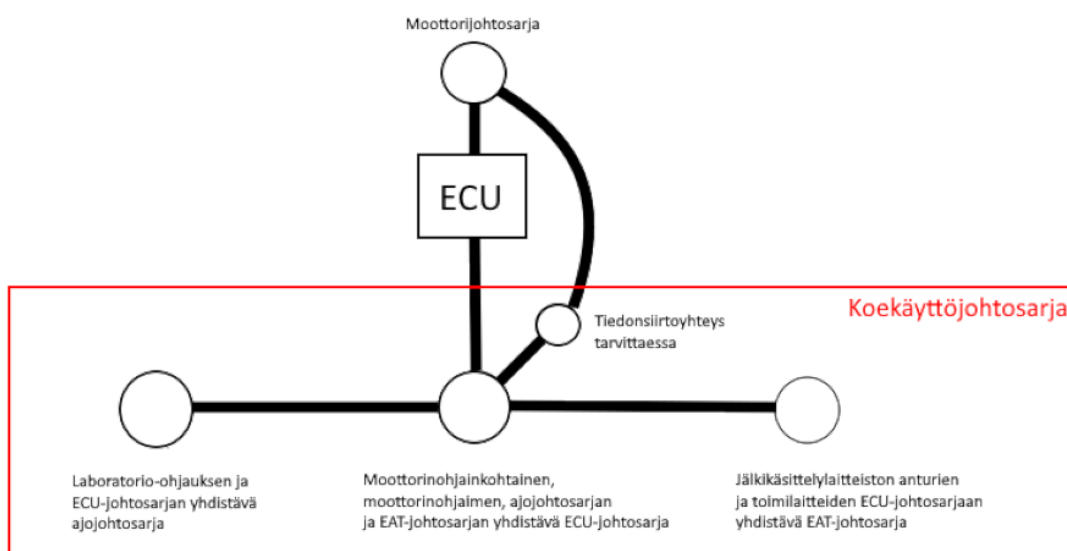 Moottorijohtosarja
ECU
Koekäyttöjohtosarja
Tiedonsiirtoyhteys
tarvittaessa
Laboratorio-ohjauksen ja
ECU-johtosarjan yhdistävä
ajojohtosarja
Moottorinohjainkohtainen,
moottorinohjaimen, ajojohtosarjan
ja EAT-johtosarjan yhdistävä ECU-johtosarja
Jälkikäsittelylaitteiston anturien
ja toimilaitteiden ECU-johtosarjaan
yhdistävä EAT-johtosarja